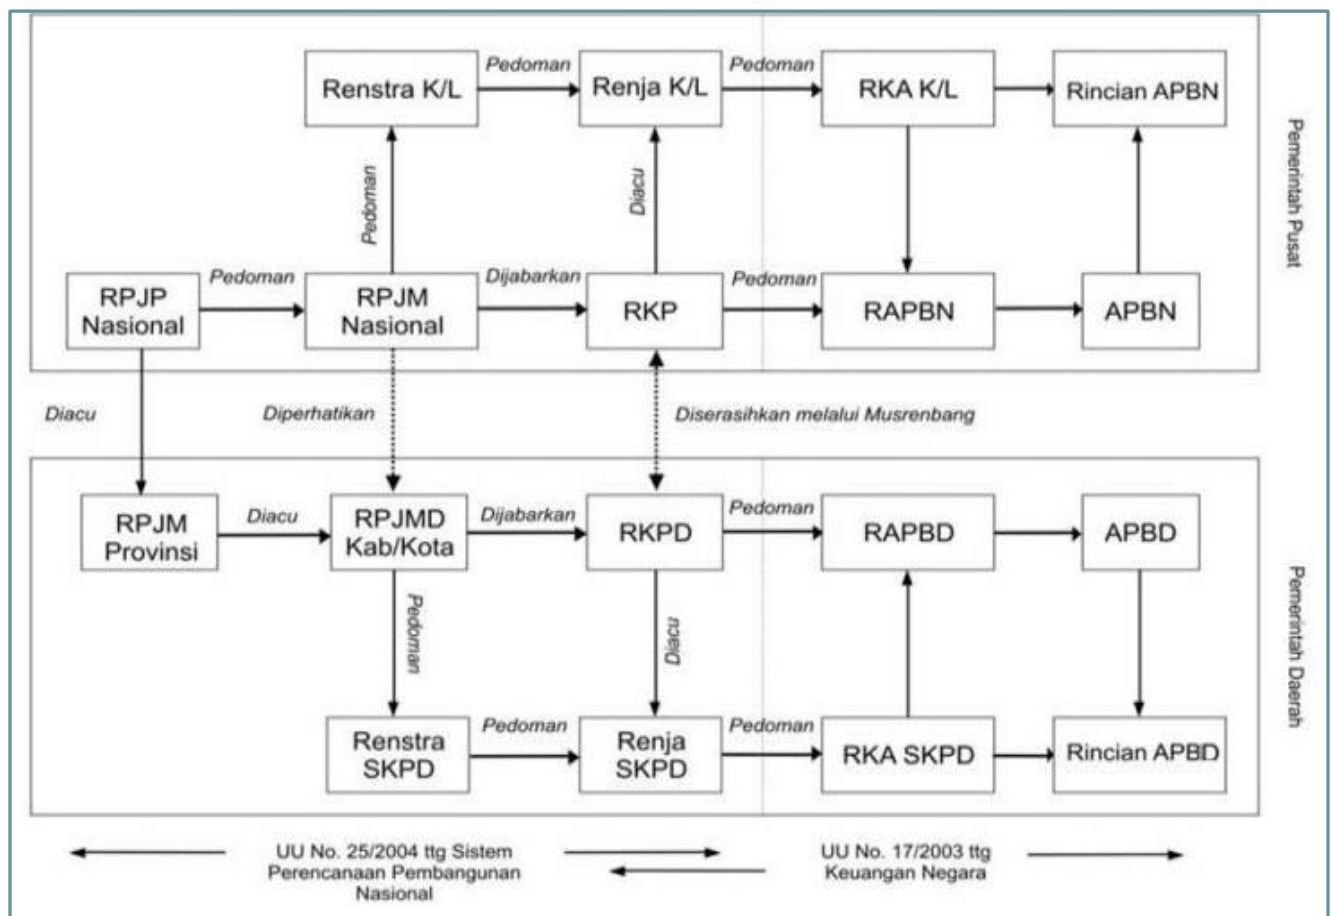 Pedoman
Pedoman
Renstra K/L
Renja K/L
RKA K/L
Rincian APBN
Pedoman
Diacu
Pemerintah Pusat
Pedoman
Dijabarkan
Pedoman
RPJP
Nasional
RPJM
Nasional
RKP
RAPBN
APBN
Diacu
Diperhatikan
Diserasihkan melalui Musrenbang
Diacu
Dijabarkan
Pedoman
RPJM
Provinsi
RPJMD
Kab/Kota
RKPD
RAPBD
APBD
Pedoman
Diacu
Pemerintah Daerah
Pedoman
Pedoman
Renstra
SKPD
Renja
SKPD
RKA SKPD
Rincian APBD
UU No. 25/2004 ttg Sistem
Perencanaan Pembangunan
Nasional
UU No. 17/2003 ttg
Keuangan Negara